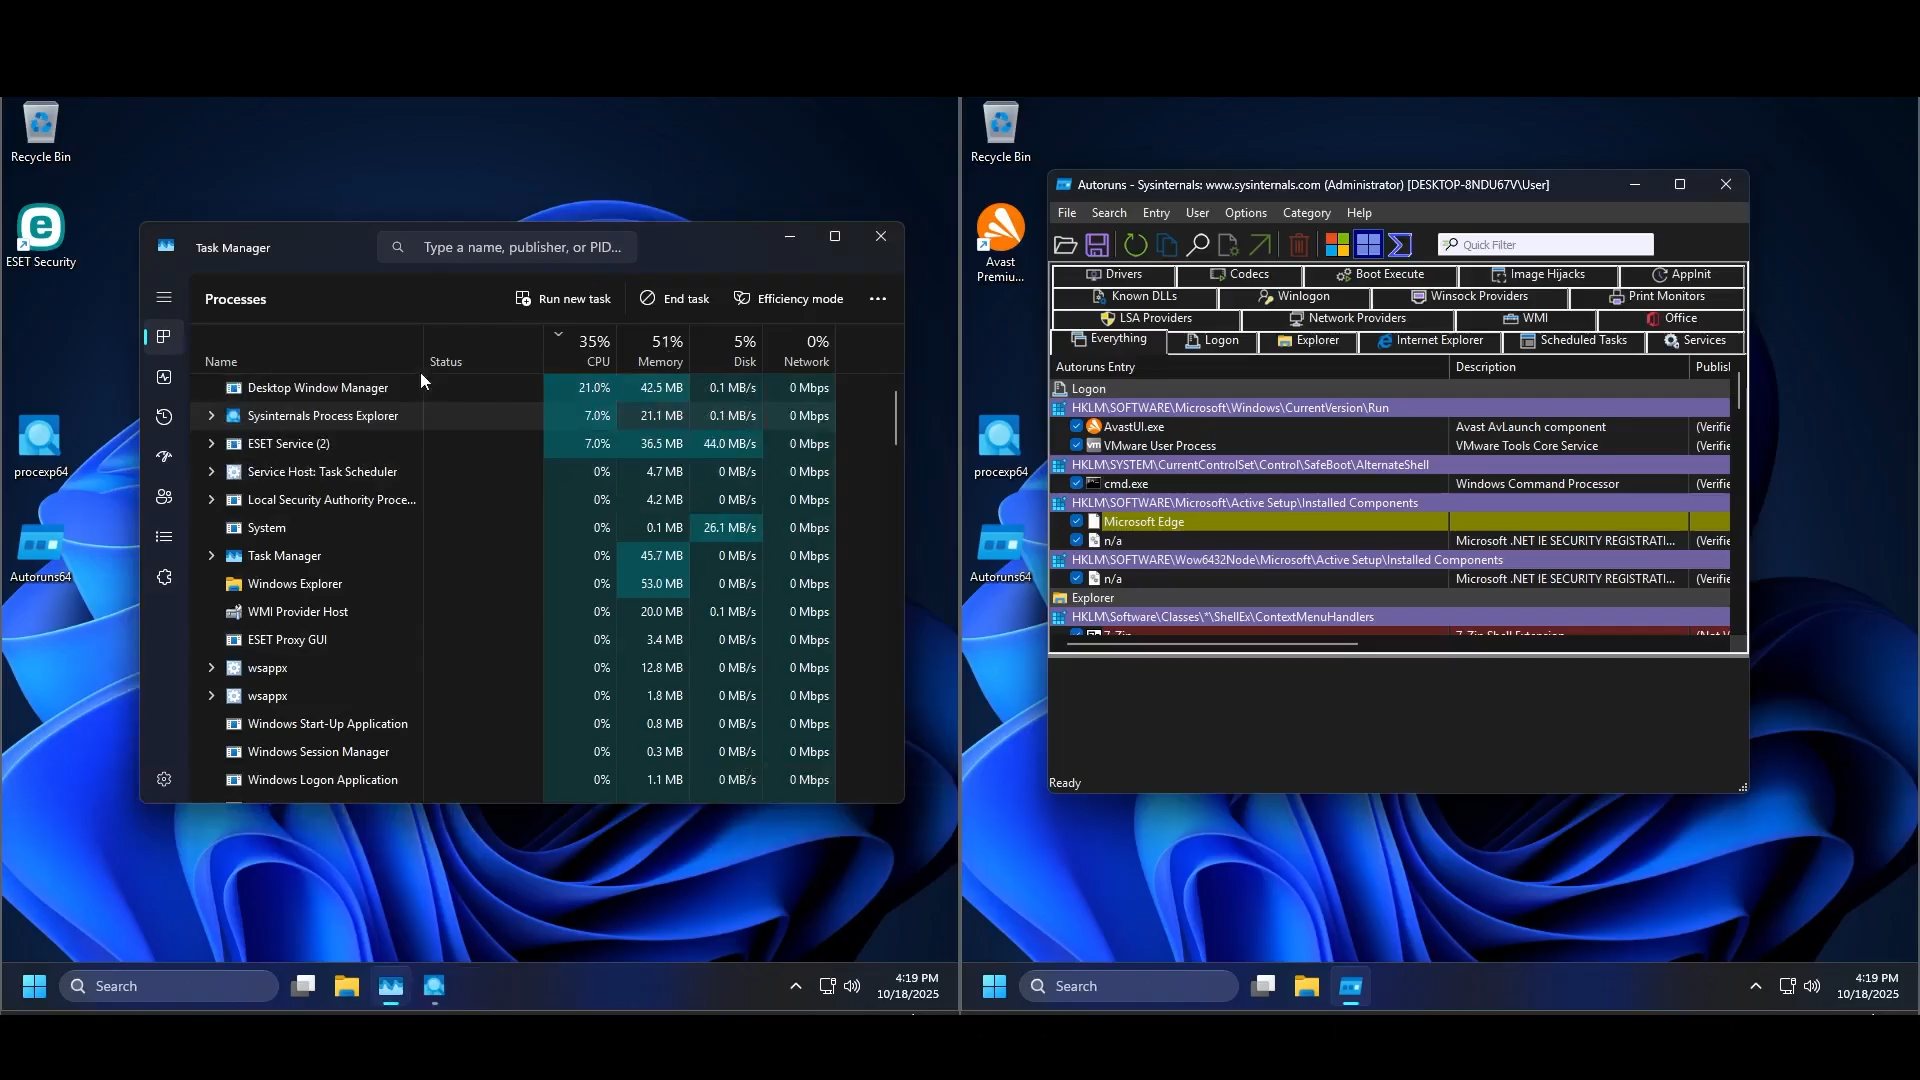 Recycle Bin
ESET Security
procexp64
Autoruns64
Task Manager
Type a name, publisher, or PID...
Processes
Run new task
End task
Efficiency mode
35%
51%
5%
0%
Name
Status
CPU
Memory
Disk
Network
Desktop Window Manager 21.0% 42.5 MB 0.1 MB/s 0 Mbps
Sysinternals Process Explorer 7.0% 21.1 MB 0.1 MB/s 0 Mbps
ESET Service (2) 7.0% 36.5 MB 44.0 MB/s 0 Mbps
Service Host: Task Scheduler 0% 4.7 MB 0 MB/s 0 Mbps
Local Security Authority Proce... 0% 4.2 MB 0 MB/s 0 Mbps
System 0% 0.1 MB 26.1 MB/s 0 Mbps
Task Manager 0% 45.7 MB 0 MB/s 0 Mbps
Windows Explorer 0% 53.0 MB 0 MB/s 0 Mbps
WMI Provider Host 0% 20.0 MB 0.1 MB/s 0 Mbps
ESET Proxy GUI 0% 3.4 MB 0 MB/s 0 Mbps
wsappx 0% 12.8 MB 0 MB/s 0 Mbps
wsappx 0% 1.8 MB 0 MB/s 0 Mbps
Windows Start-Up Application 0% 0.8 MB 0 MB/s 0 Mbps
Windows Session Manager 0% 0.3 MB 0 MB/s 0 Mbps
Windows Logon Application 0% 1.1 MB 0 MB/s 0 Mbps
Search
4:19 PM
10/18/2025
Recycle Bin
Avast
Premiu...
procexp64
Autoruns64
Autoruns - Sysinternals: www.sysinternals.com (Administrator) [DESKTOP-8NDU67V\User]
File Search Entry User Options Category Help
Quick Filter
Drivers Codecs Boot Execute Image Hijacks AppInit
Known DLLs Winlogon Winsock Providers Print Monitors
LSA Providers Network Providers WMI Office
Everything Logon Explorer Internet Explorer Scheduled Tasks Services
Autoruns Entry Description Publisl
Logon
HKLM\SOFTWARE\Microsoft\Windows\CurrentVersion\Run
AvastUI.exe Avast AvLaunch component (Verifie
VMware User Process VMware Tools Core Service (Verifie
HKLM\SYSTEM\CurrentControlSet\Control\SafeBoot\AlternateShell
cmd.exe Windows Command Processor (Verifie
HKLM\SOFTWARE\Microsoft\Active Setup\Installed Components
Microsoft Edge
n/a Microsoft .NET IE SECURITY REGISTRATI... (Verifie
HKLM\SOFTWARE\Wow6432Node\Microsoft\Active Setup\Installed Components
n/a Microsoft .NET IE SECURITY REGISTRATI... (Verifie
Explorer
HKLM\Software\Classes\*\ShellEx\ContextMenuHandlers
7-Zip 7-Zip Shell Extension (Not V
Ready
Search
4:19 PM
10/18/2025